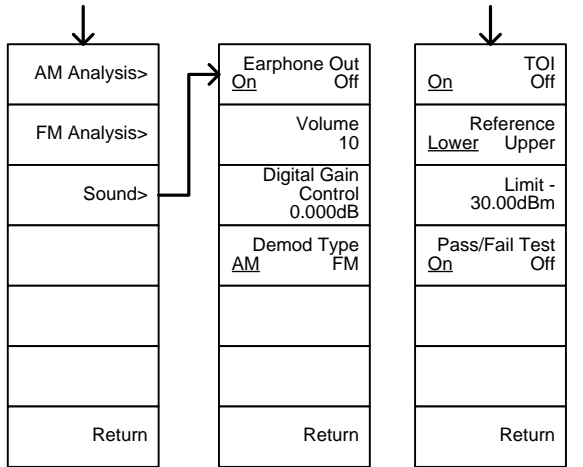 AM Analysis>
FM Analysis>
Sound>
Return
Earphone Out
On Off
Volume
10
Digital Gain
Control
0.000dB
Demod Type
AM FM
Return
TOI
On Off
Reference
Lower Upper
Limit -
30.00dBm
Pass/Fail Test
On Off
Return